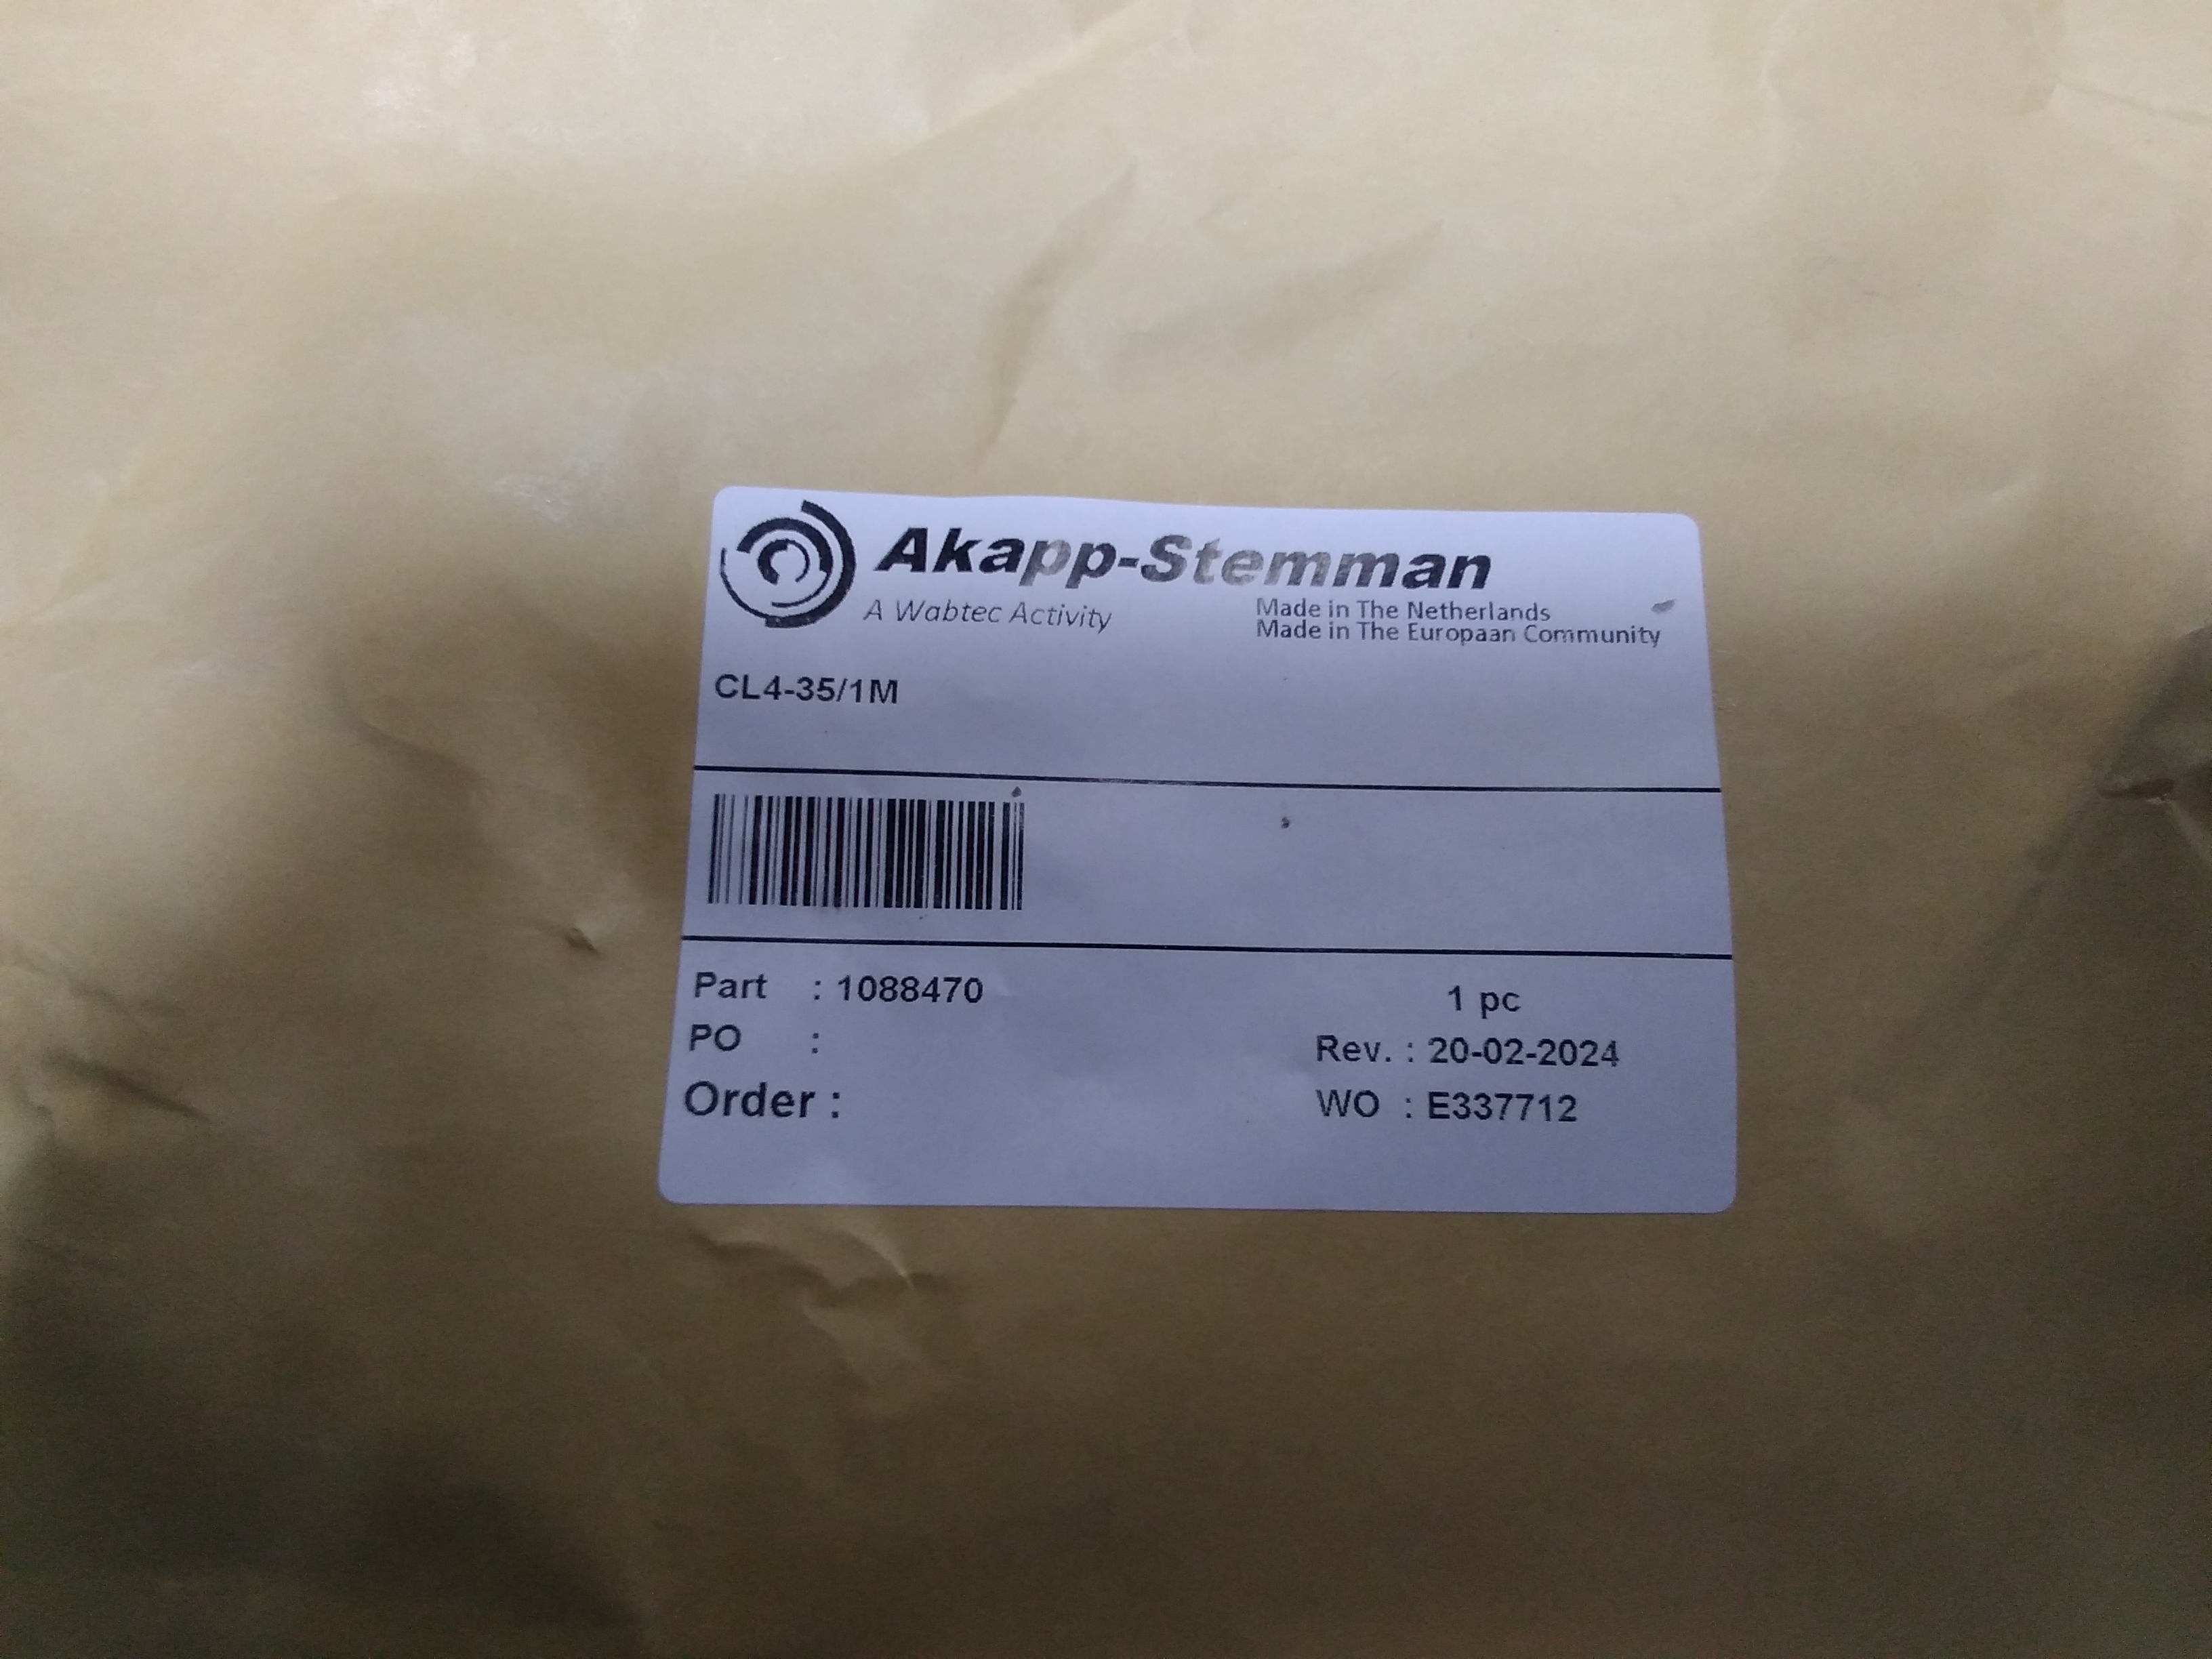 Akapp-Stemman
A Wabtec Activity
Made in The Netherlands
Made in The Europaan Community
CL4-35/1M
Part : 1088470
1 pc
PO :
Rev. : 20-02-2024
Order :
WO : E337712